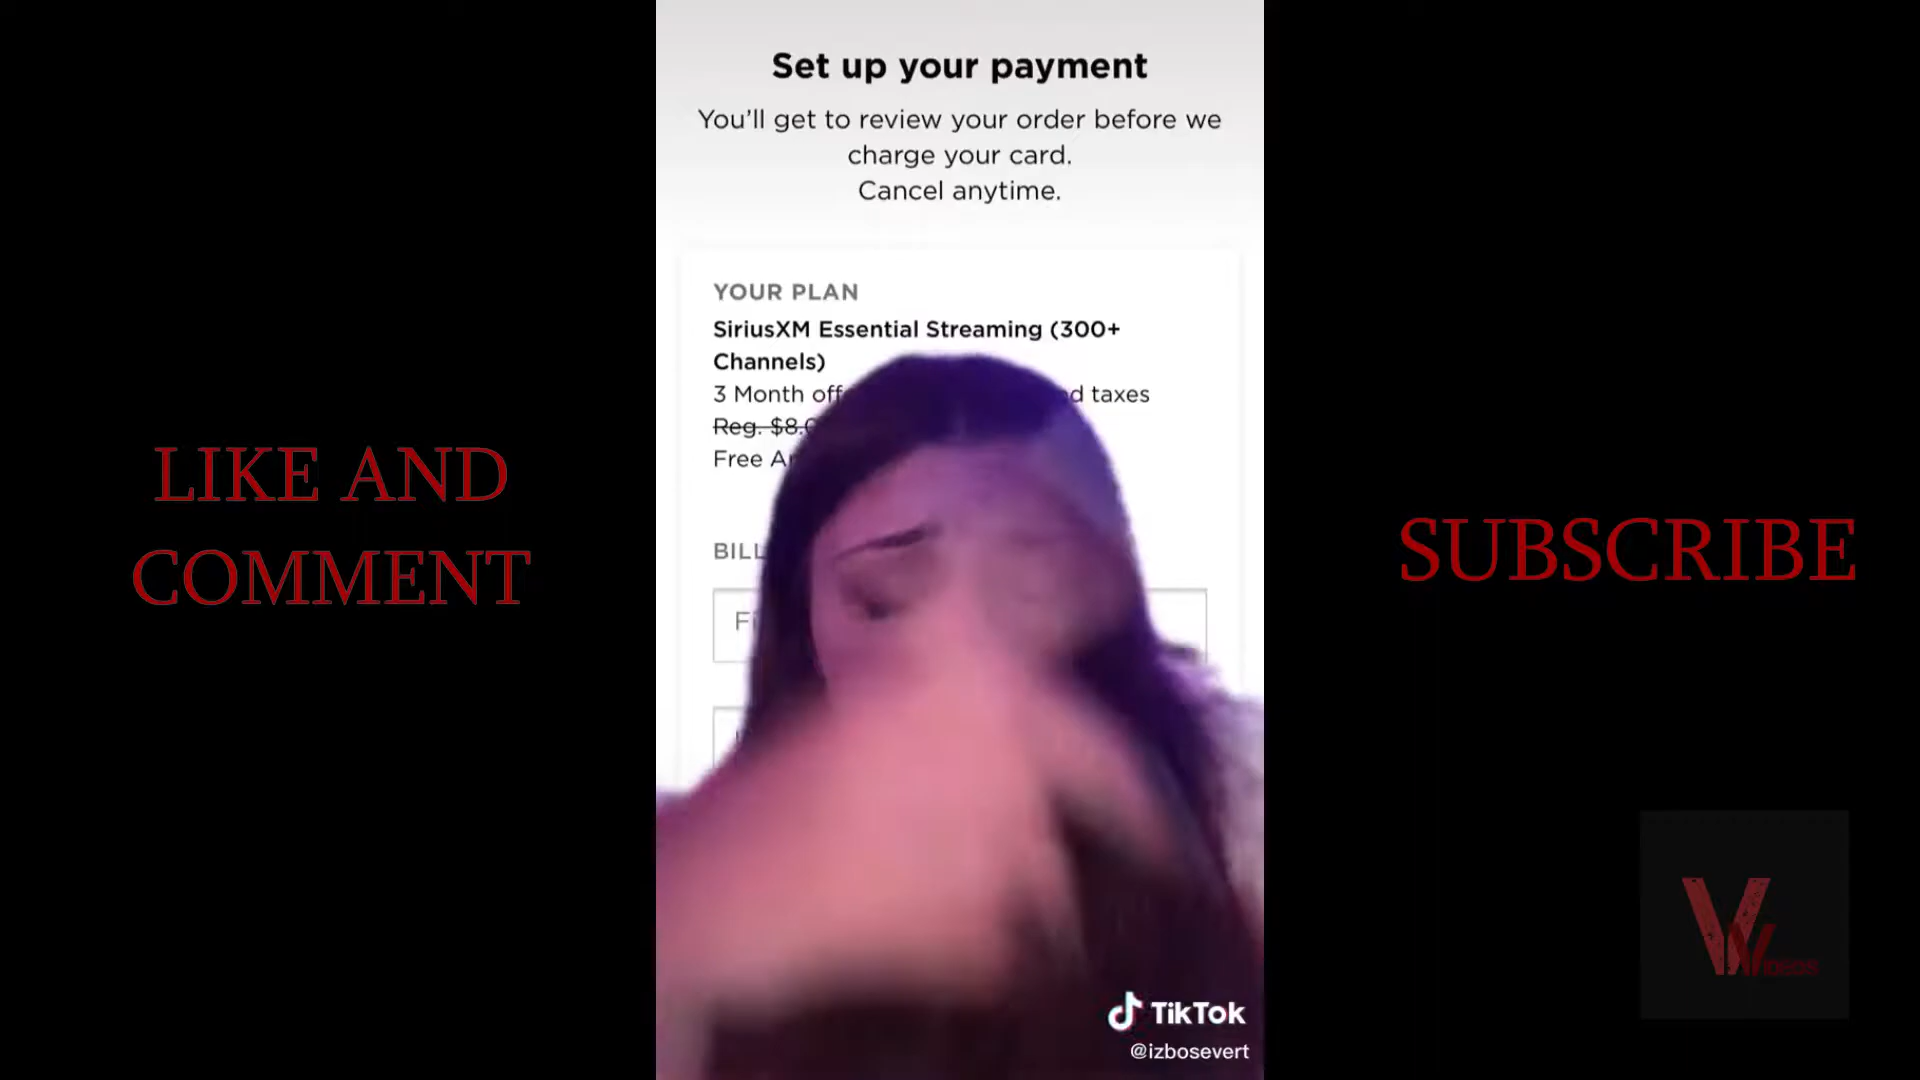 Set up your payment
You'll get to review your order before we
charge your card.
Cancel anytime.
YOUR PLAN
SiriusXM Essential Streaming (300+
Channels)
3 Month taxes
Reg.
Free
LIKE AND
COMMENT
SUBSCRIBE
TikTok
@izbosevert